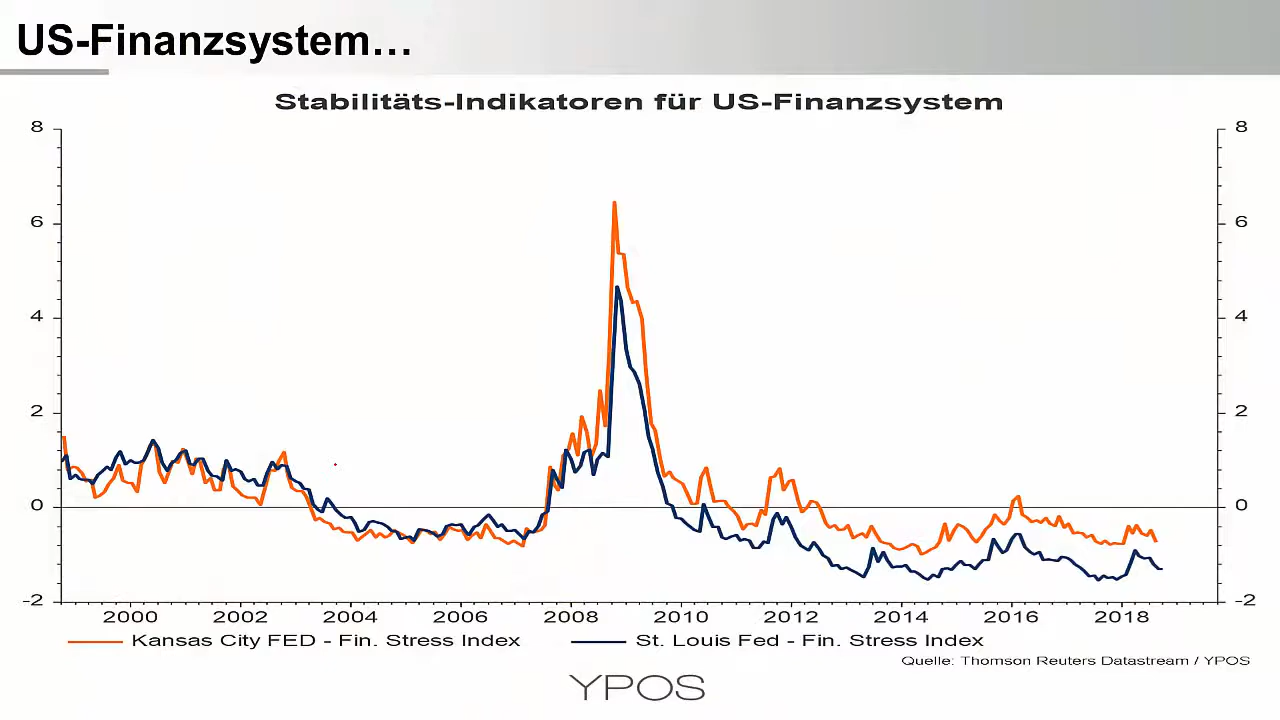 US-Finanzsystem…
Stabilitäts-Indikatoren für US-Finanzsystem
8 8
6 6
4 4
2 2
0 0
-2 -2
2000 2002 2004 2006 2008 2010 2012 2014 2016 2018
Kansas City FED - Fin. Stress Index St. Louis Fed - Fin. Stress Index
Quelle: Thomson Reuters Datastream / YPOS
YPOS